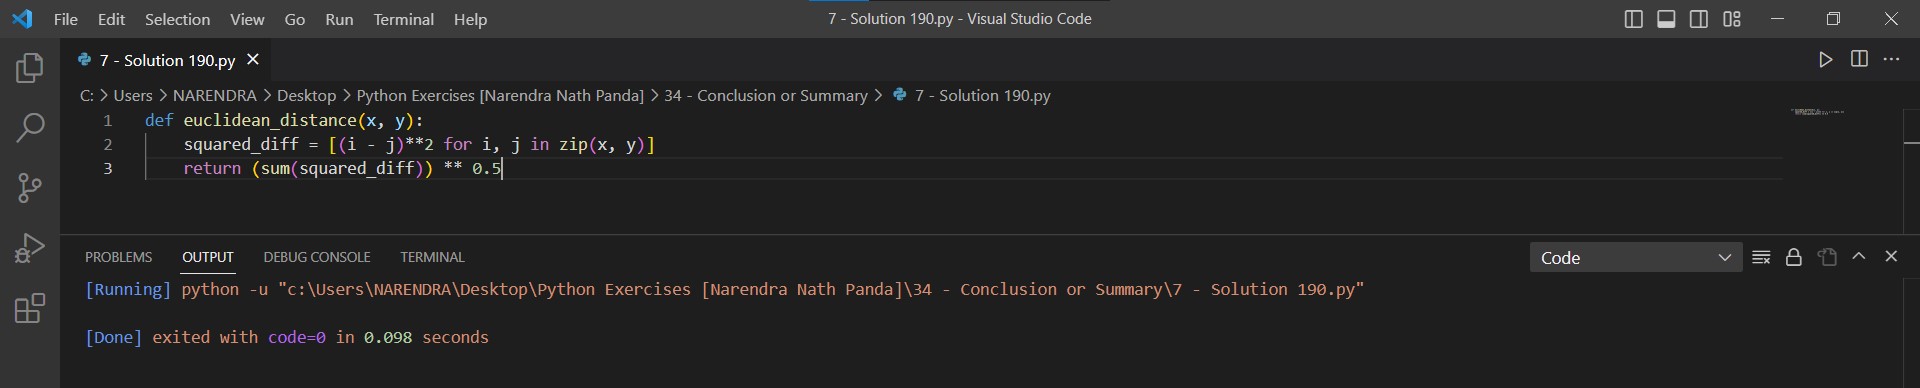 File Edit Selection View Go Run Terminal Help
7 - Solution 190.py - Visual Studio Code
7 - Solution 190.py
C: > Users > NARENDRA > Desktop > Python Exercises [Narendra Nath Panda] > 34 - Conclusion or Summary > 7 - Solution 190.py
1 def euclidean_distance(x, y):
2     squared_diff = [(i - j)**2 for i, j in zip(x, y)]
3     return (sum(squared_diff)) ** 0.5
PROBLEMS OUTPUT DEBUG CONSOLE TERMINAL
Code
[Running] python -u "c:\Users\NARENDRA\Desktop\Python Exercises [Narendra Nath Panda]\34 - Conclusion or Summary\7 - Solution 190.py"
[Done] exited with code=0 in 0.098 seconds